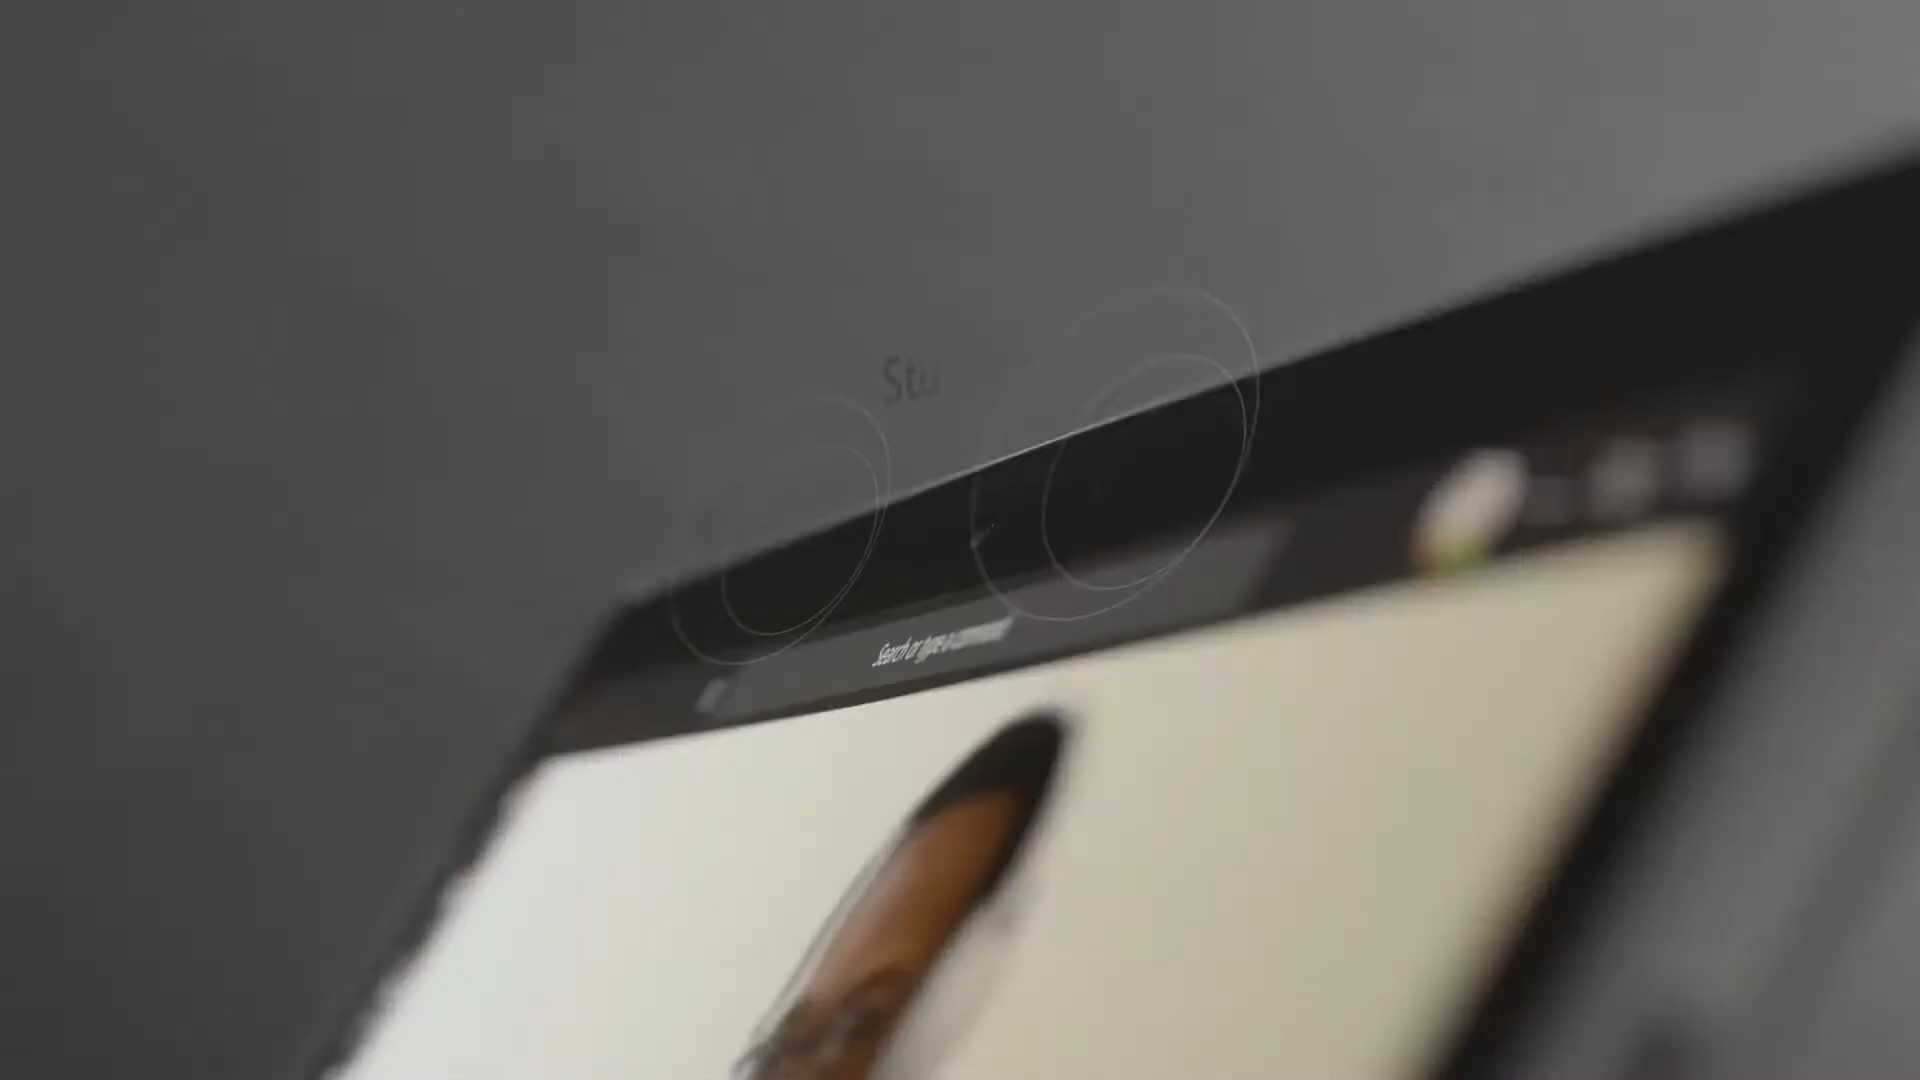 Stu
Search or type a command